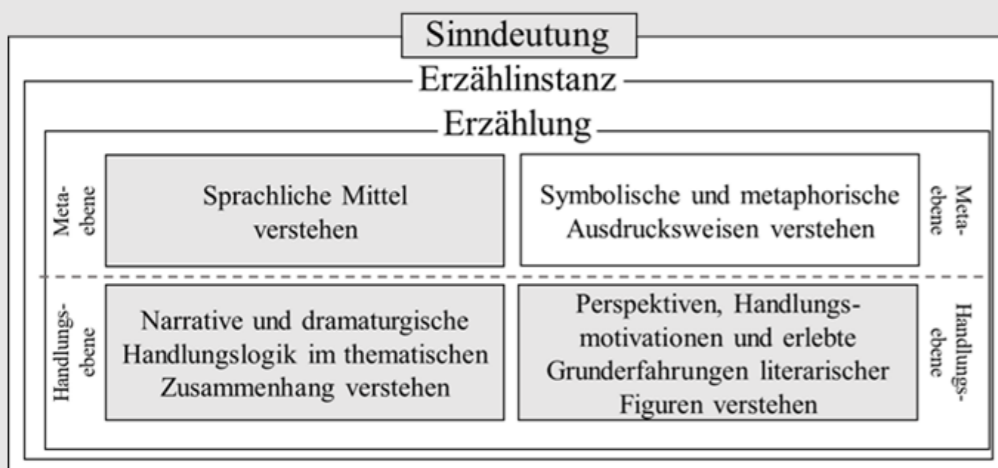 Sinndeutung
Erzählinstanz
Erzählung
Meta-
ebene
Sprachliche Mittel
verstehen
Symbolische und metaphorische
Ausdrucksweisen verstehen
Meta-
ebene
Handlungs-
ebene
Narrative und dramaturgische
Handlungslogik im thematischen
Zusammenhang verstehen
Perspektiven, Handlungs-
motivationen und erlebte
Grunderfahrungen literarischer
Figuren verstehen
Handlungs-
ebene